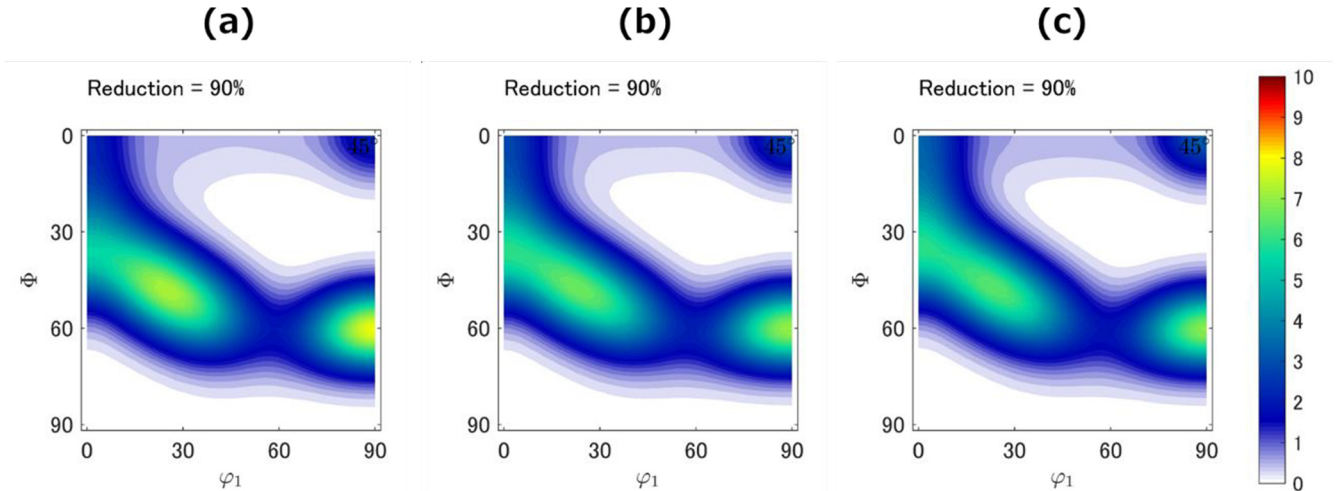 (a) (b) (c)
Reduction = 90% Reduction = 90% Reduction = 90%
0 45° 0 45° 0 45° 10
9
8
7
30 30 30 6
Φ Φ Φ 5
4
60 60 60 3
2
1
90 90 90
0 30 60 90 0 30 60 90 0 30 60 90 0
φ₁ φ₁ φ₁